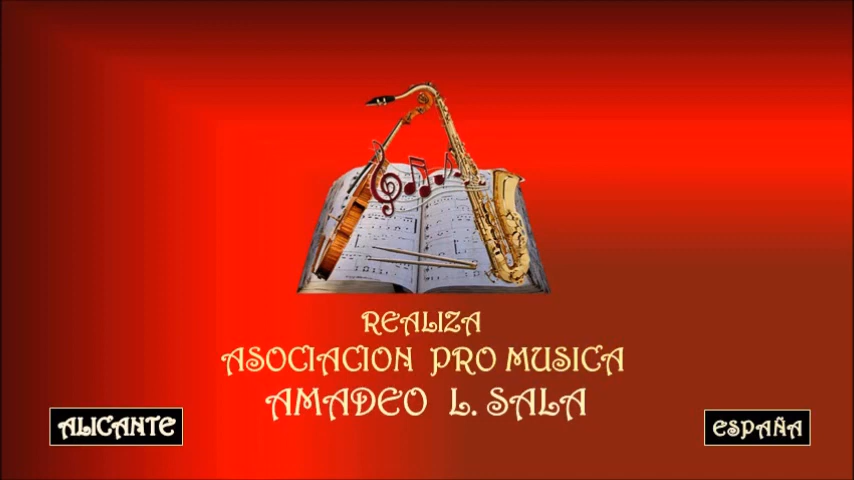 REALIZA
ASOCIACION PRO MUSICA
AMADEO L. SALA
ALICANTE
ESPAÑA